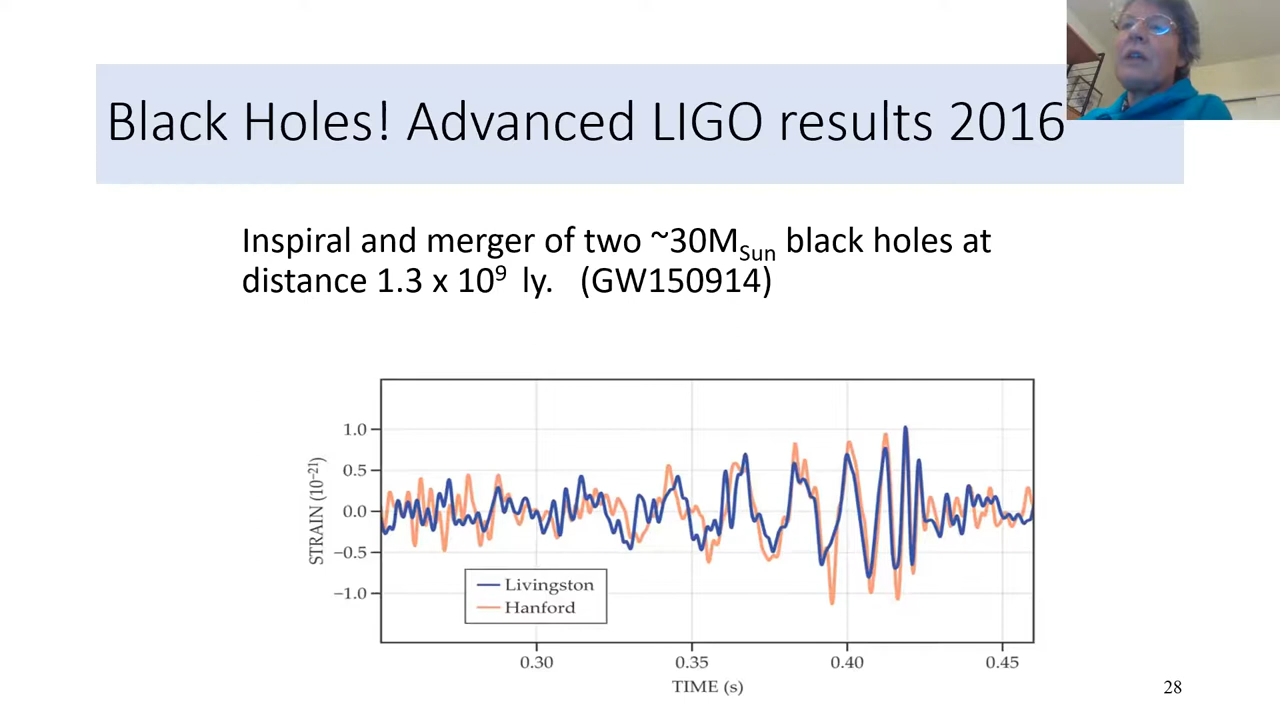 Black Holes! Advanced LIGO results 2016
Inspiral and merger of two ~30M_Sun black holes at
distance 1.3 x 10⁹ ly. (GW150914)
1.0
0.5
0.0
−0.5
−1.0
STRAIN (10⁻²¹)
Livingston
Hanford
0.30 0.35 0.40 0.45
TIME (s)
28